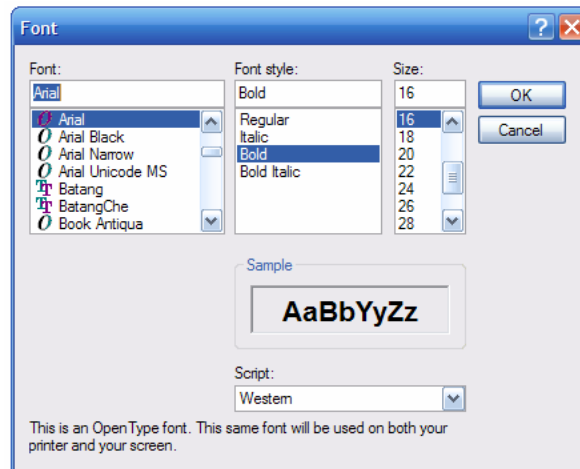 Font
Font:
Font style:
Size:
Arial
Bold
16
OK
Cancel
Arial
Arial Black
Arial Narrow
Arial Unicode MS
Batang
BatangChe
Book Antiqua
Regular
Italic
Bold
Bold Italic
16
18
20
22
24
26
28
Sample
AaBbYyZz
Script:
Western
This is an OpenType font. This same font will be used on both your
printer and your screen.